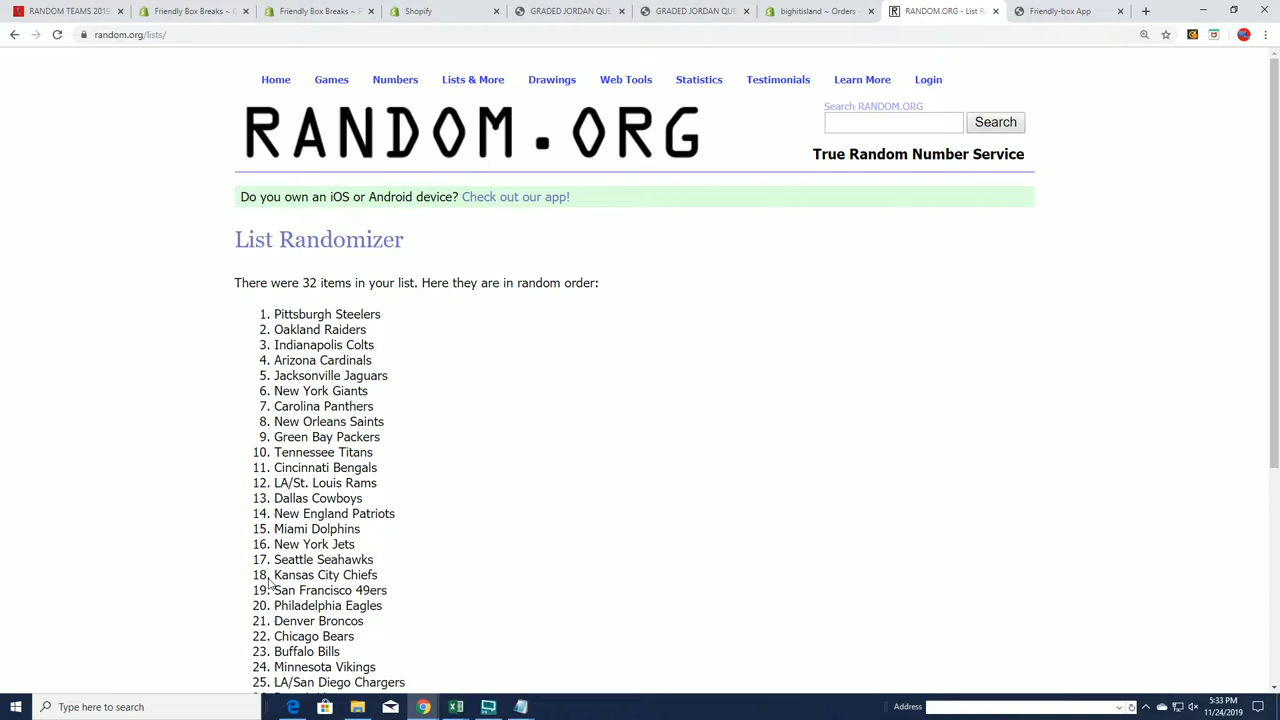 RANDOM TEAMS 2019
Friendly Box Breaks ~ C
Friendly Box Breaks ~ P
Shopify
GRADED JORDAN QUE
GRADED JORDAN QUE
bighitisland ~ Orders
RANDOM.ORG - List R
Friendly-box App
random.org/lists/
Home
Games
Numbers
Lists & More
Drawings
Web Tools
Statistics
Testimonials
Learn More
Login
RANDOM.ORG
Search RANDOM.ORG
Search
True Random Number Service
Do you own an iOS or Android device? Check out our app!
List Randomizer
There were 32 items in your list. Here they are in random order:
1. Pittsburgh Steelers
2. Oakland Raiders
3. Indianapolis Colts
4. Arizona Cardinals
5. Jacksonville Jaguars
6. New York Giants
7. Carolina Panthers
8. New Orleans Saints
9. Green Bay Packers
10. Tennessee Titans
11. Cincinnati Bengals
12. LA/St. Louis Rams
13. Dallas Cowboys
14. New England Patriots
15. Miami Dolphins
16. New York Jets
17. Seattle Seahawks
18. Kansas City Chiefs
19. San Francisco 49ers
20. Philadelphia Eagles
21. Denver Broncos
22. Chicago Bears
23. Buffalo Bills
24. Minnesota Vikings
25. LA/San Diego Chargers
Type here to search
Address
5:33 PM
11/24/2019